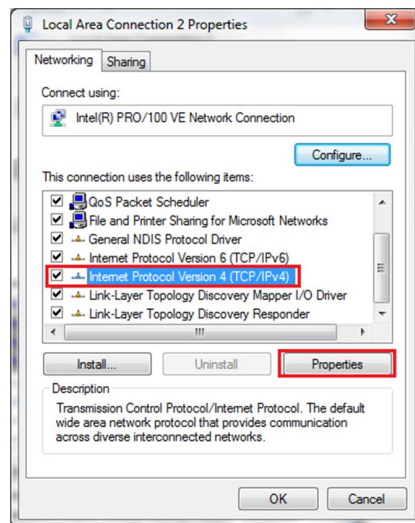 Local Area Connection 2 Properties
Networking
Sharing
Connect using:
Intel(R) PRO/100 VE Network Connection
Configure...
This connection uses the following items:
QoS Packet Scheduler
File and Printer Sharing for Microsoft Networks
General NDIS Protocol Driver
Internet Protocol Version 6 (TCP/IPv6)
Internet Protocol Version 4 (TCP/IPv4)
Link-Layer Topology Discovery Mapper I/O Driver
Link-Layer Topology Discovery Responder
Install...
Uninstall
Properties
Description
Transmission Control Protocol/Internet Protocol. The default
wide area network protocol that provides communication
across diverse interconnected networks.
OK
Cancel